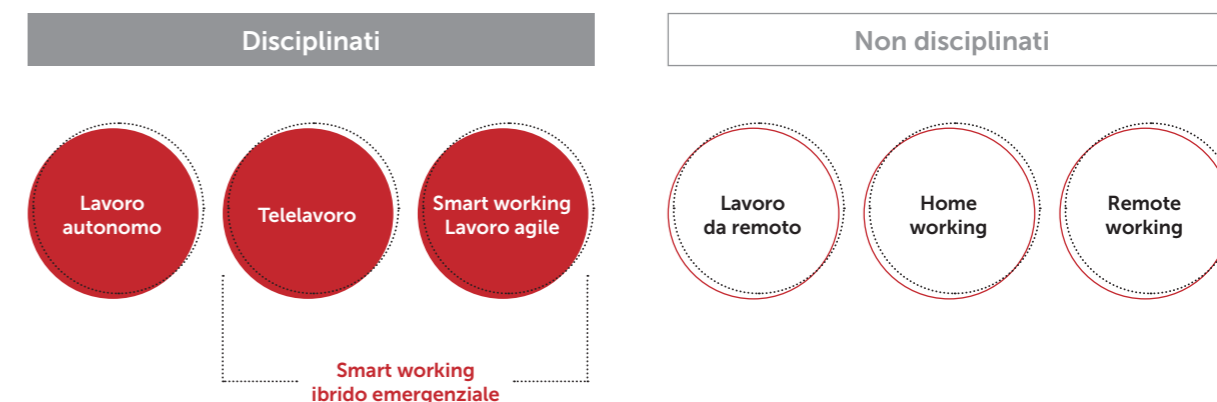 Disciplinati
Non disciplinati
Lavoro
autonomo
Telelavoro
Smart working
Lavoro agile
Lavoro
da remoto
Home
working
Remote
working
Smart working
ibrido emergenziale